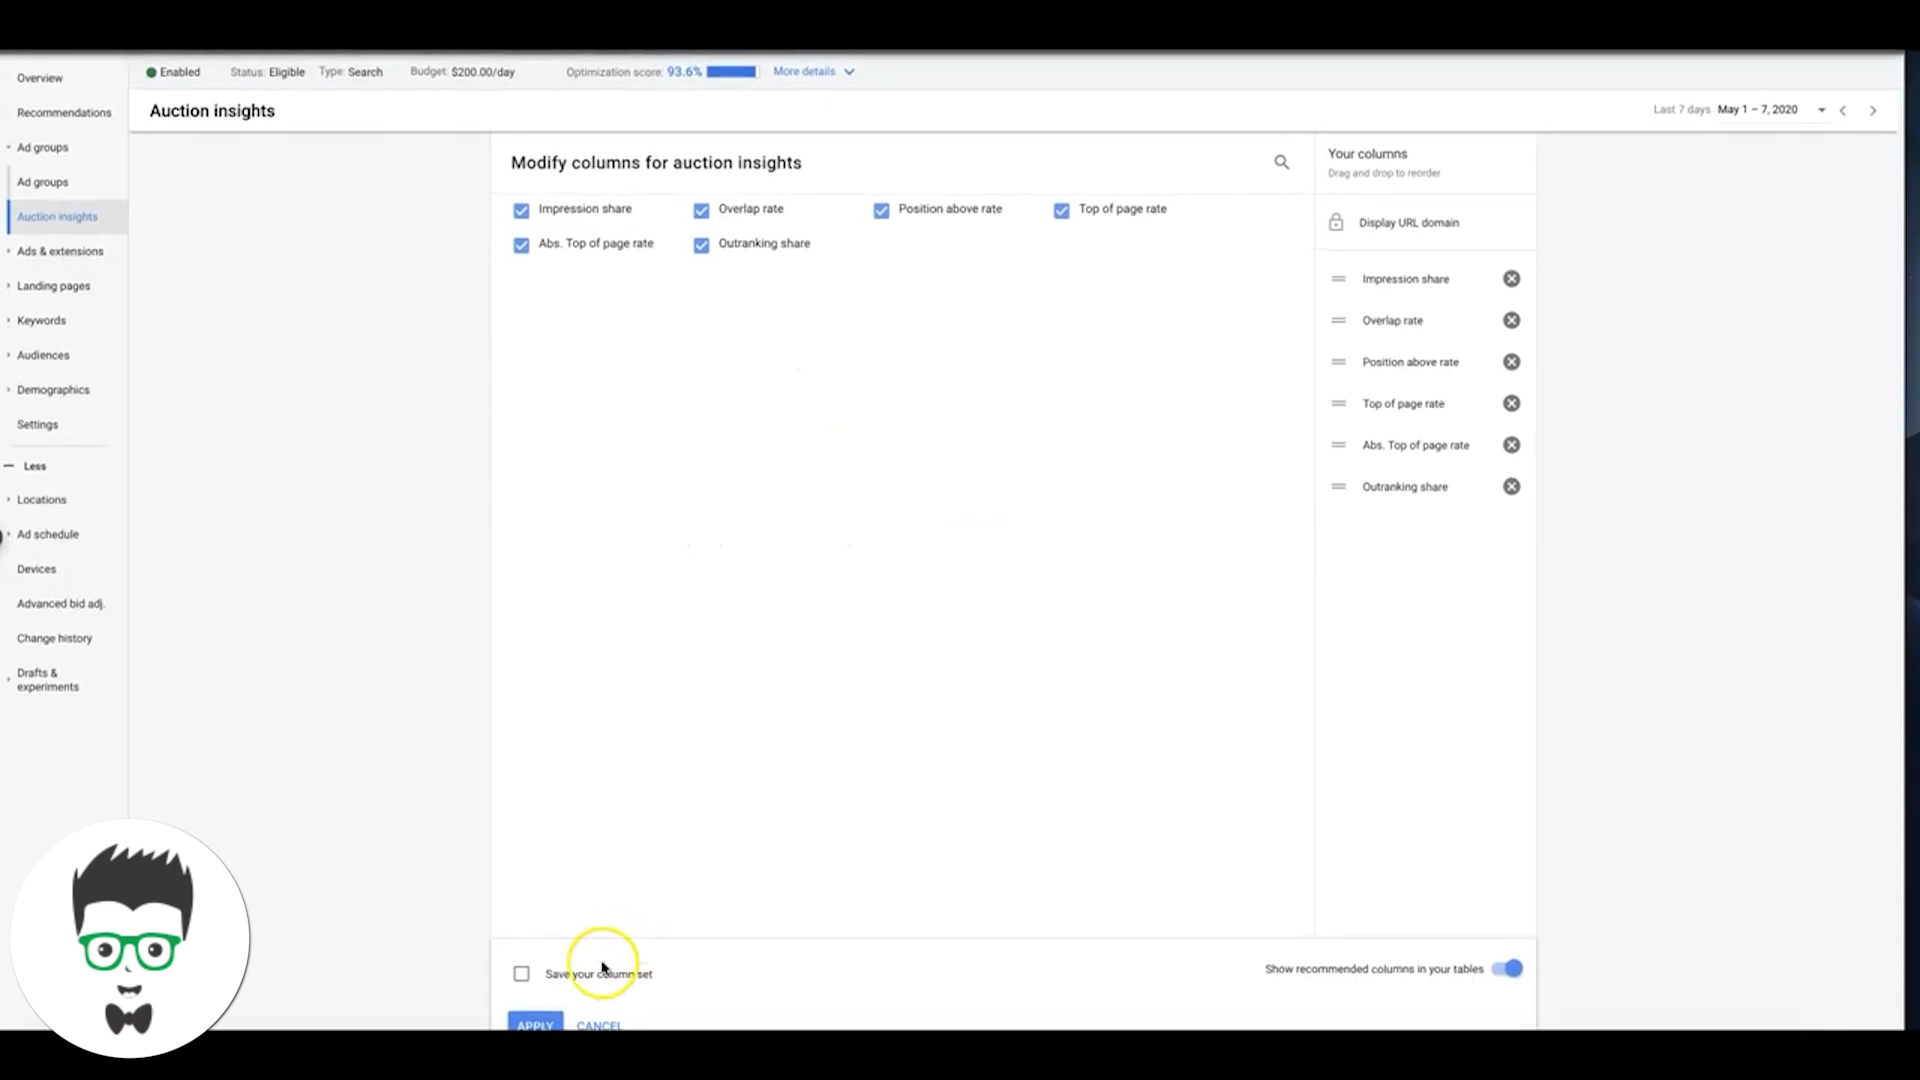 Overview
Recommendations
Ad groups
Ad groups
Auction insights
Ads & extensions
Landing pages
Keywords
Audiences
Demographics
Settings
Less
Locations
Ad schedule
Devices
Advanced bid adj.
Change history
Drafts &
experiments
Enabled Status: Eligible Type: Search Budget: $200.00/day Optimization score: 93.6% More details
Auction insights
Last 7 days May 1 – 7, 2020
Modify columns for auction insights
Impression share Overlap rate Position above rate Top of page rate
Abs. Top of page rate Outranking share
Your columns
Drag and drop to reorder
Display URL domain
Impression share
Overlap rate
Position above rate
Top of page rate
Abs. Top of page rate
Outranking share
Save your column set
Show recommended columns in your tables
APPLY CANCEL